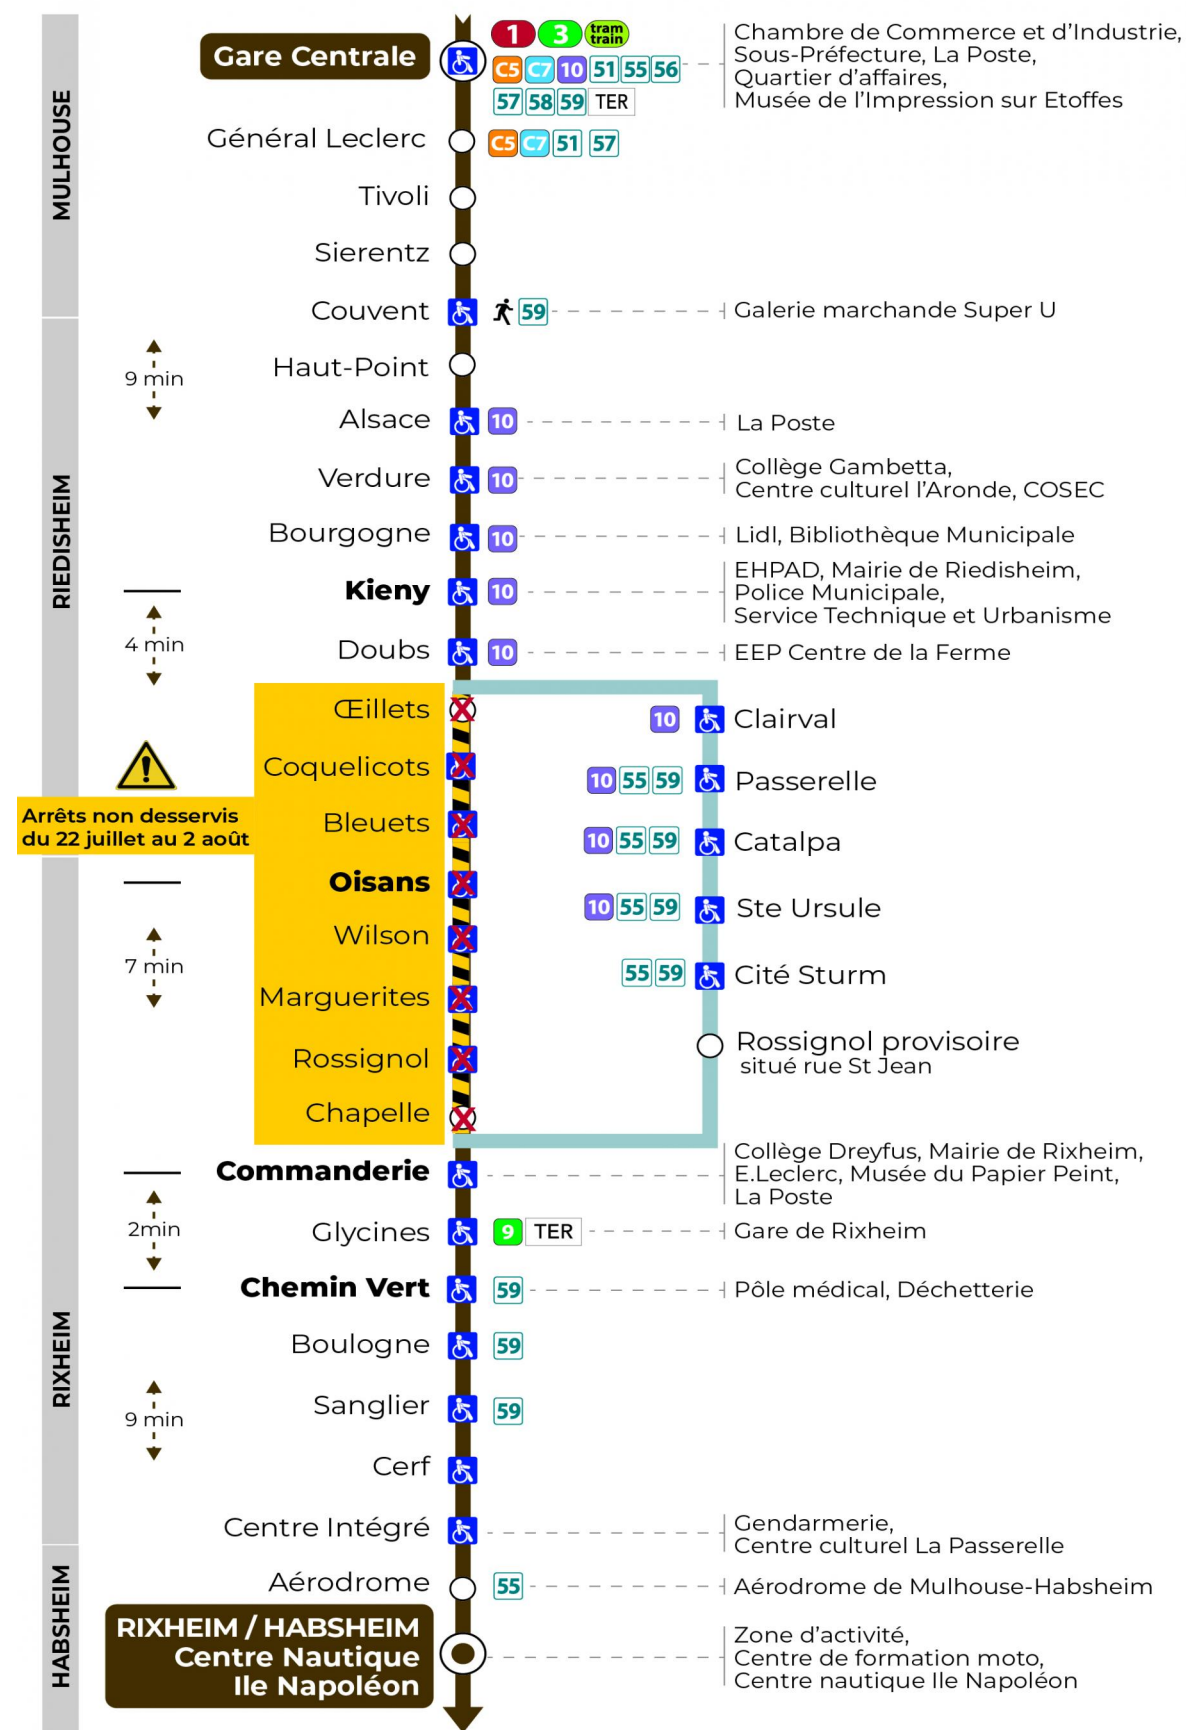 MULHOUSE
Gare Centrale
1 3 tram train
C5 C7 10 51 55 56
57 58 59 TER
Chambre de Commerce et d'Industrie,
Sous-Préfecture, La Poste,
Quartier d'affaires,
Musée de l'Impression sur Etoffes
Général Leclerc
C5 C7 51 57
Tivoli
Sierentz
Couvent
59
Galerie marchande Super U
RIEDISHEIM
9 min
Haut-Point
Alsace
10
La Poste
Verdure
10
Collège Gambetta,
Centre culturel l'Aronde, COSEC
Bourgogne
10
Lidl, Bibliothèque Municipale
Kieny
10
EHPAD, Mairie de Riedisheim,
Police Municipale,
Service Technique et Urbanisme
4 min
Doubs
10
EEP Centre de la Ferme
Œillets
Coquelicots
Bleuets
Arrêts non desservis
du 22 juillet au 2 août
Oisans
Wilson
7 min
Marguerites
Rossignol
Chapelle
10
Clairval
10 55 59
Passerelle
10 55 59
Catalpa
10 55 59
Ste Ursule
55 59
Cité Sturm
Rossignol provisoire
situé rue St Jean
RIXHEIM
Commanderie
Collège Dreyfus, Mairie de Rixheim,
E.Leclerc, Musée du Papier Peint,
La Poste
2min
Glycines
9 TER
Gare de Rixheim
Chemin Vert
59
Pôle médical, Déchetterie
Boulogne
59
9 min
Sanglier
59
Cerf
Centre Intégré
Gendarmerie,
Centre culturel La Passerelle
HABSHEIM
Aérodrome
55
Aérodrome de Mulhouse-Habsheim
RIXHEIM / HABSHEIM
Centre Nautique
Ile Napoléon
Zone d'activité,
Centre de formation moto,
Centre nautique Ile Napoléon